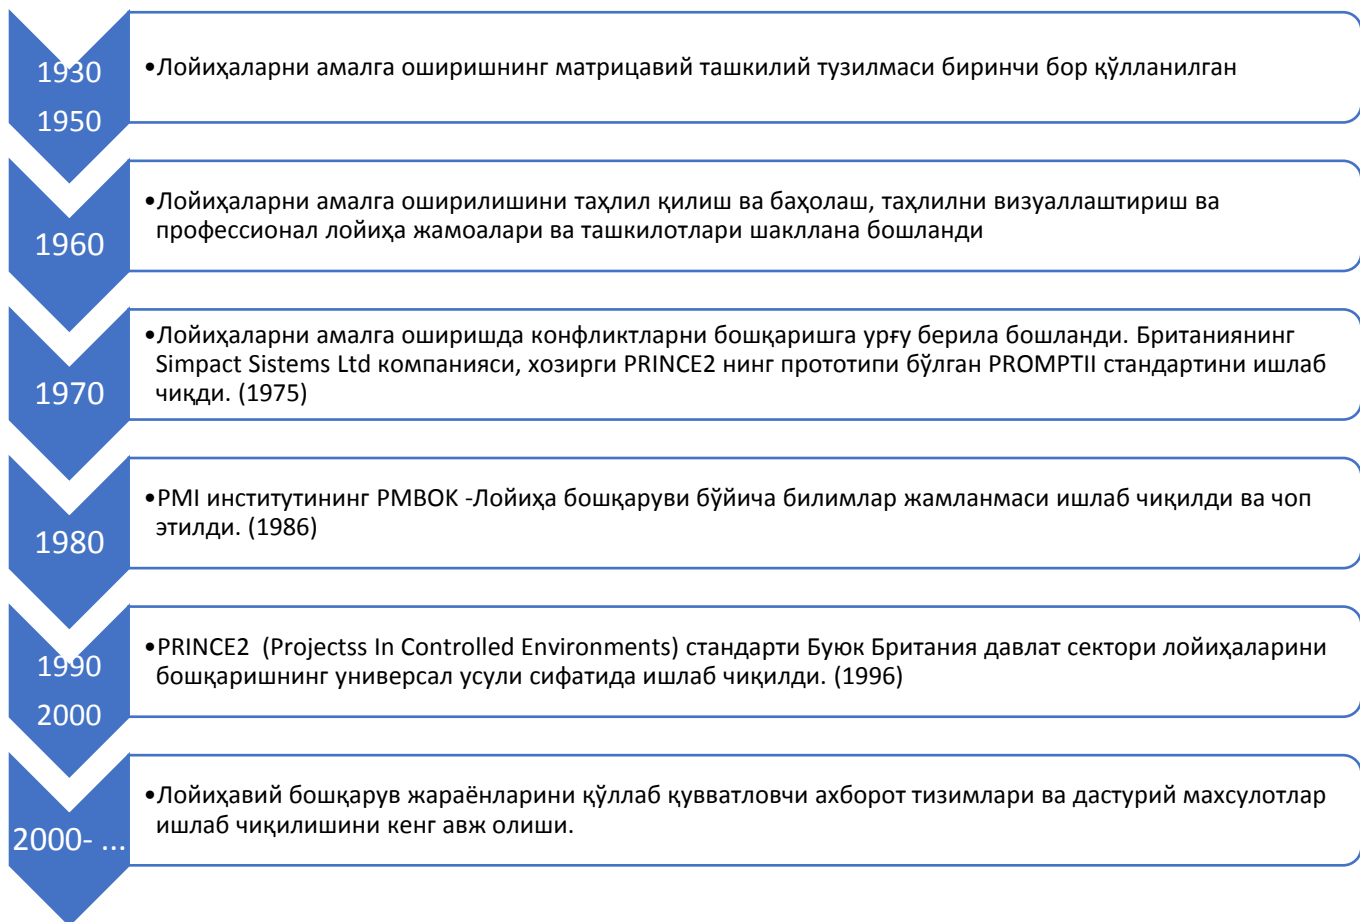 1930
1950
•Лойиҳаларни амалга оширишнинг матрицавий ташкилий тузилмаси биринчи бор қўлланилган
1960
•Лойиҳаларни амалга оширилишини таҳлил қилиш ва баҳолаш, таҳлилни визуаллаштириш ва
профессионал лойиҳа жамоалари ва ташкилотлари шакллана бошланди
1970
•Лойиҳаларни амалга оширишда конфликтларни бошқаришга урғу берила бошланди. Британиянинг
Simpact Sistems Ltd компанияси, хозирги PRINCE2 нинг прототипи бўлган PROMPTII стандартини ишлаб
чиқди. (1975)
1980
•PMI институтининг PMBOK -Лойиҳа бошқаруви бўйича билимлар жамланмаси ишлаб чиқилди ва чоп
этилди. (1986)
1990
2000
•PRINCE2 (Projectss In Controlled Environments) стандарти Буюк Британия давлат сектори лойиҳаларини
бошқаришнинг универсал усули сифатида ишлаб чиқилди. (1996)
2000- ...
•Лойиҳавий бошқарув жараёнларини қўллаб қувватловчи ахборот тизимлари ва дастурий махсулотлар
ишлаб чиқилишини кенг авж олиши.